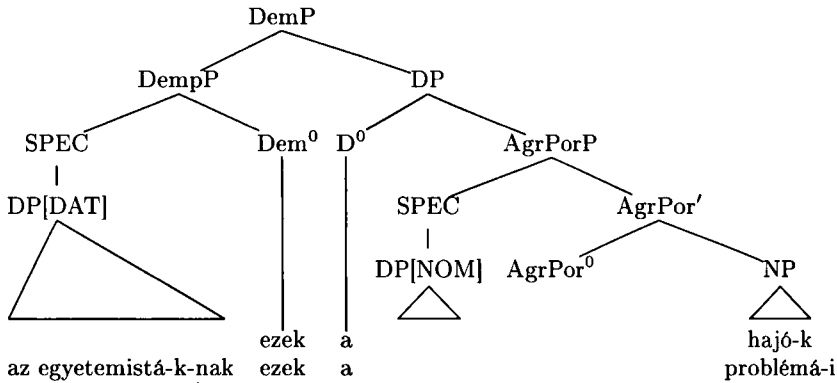 DemP
DempP DP
SPEC Dem⁰ D⁰ AgrPorP
DP[DAT] SPEC AgrPor′
DP[NOM] AgrPor⁰ NP
ezek a hajó-k
az egyetemistá-k-nak ezek a problémá-i